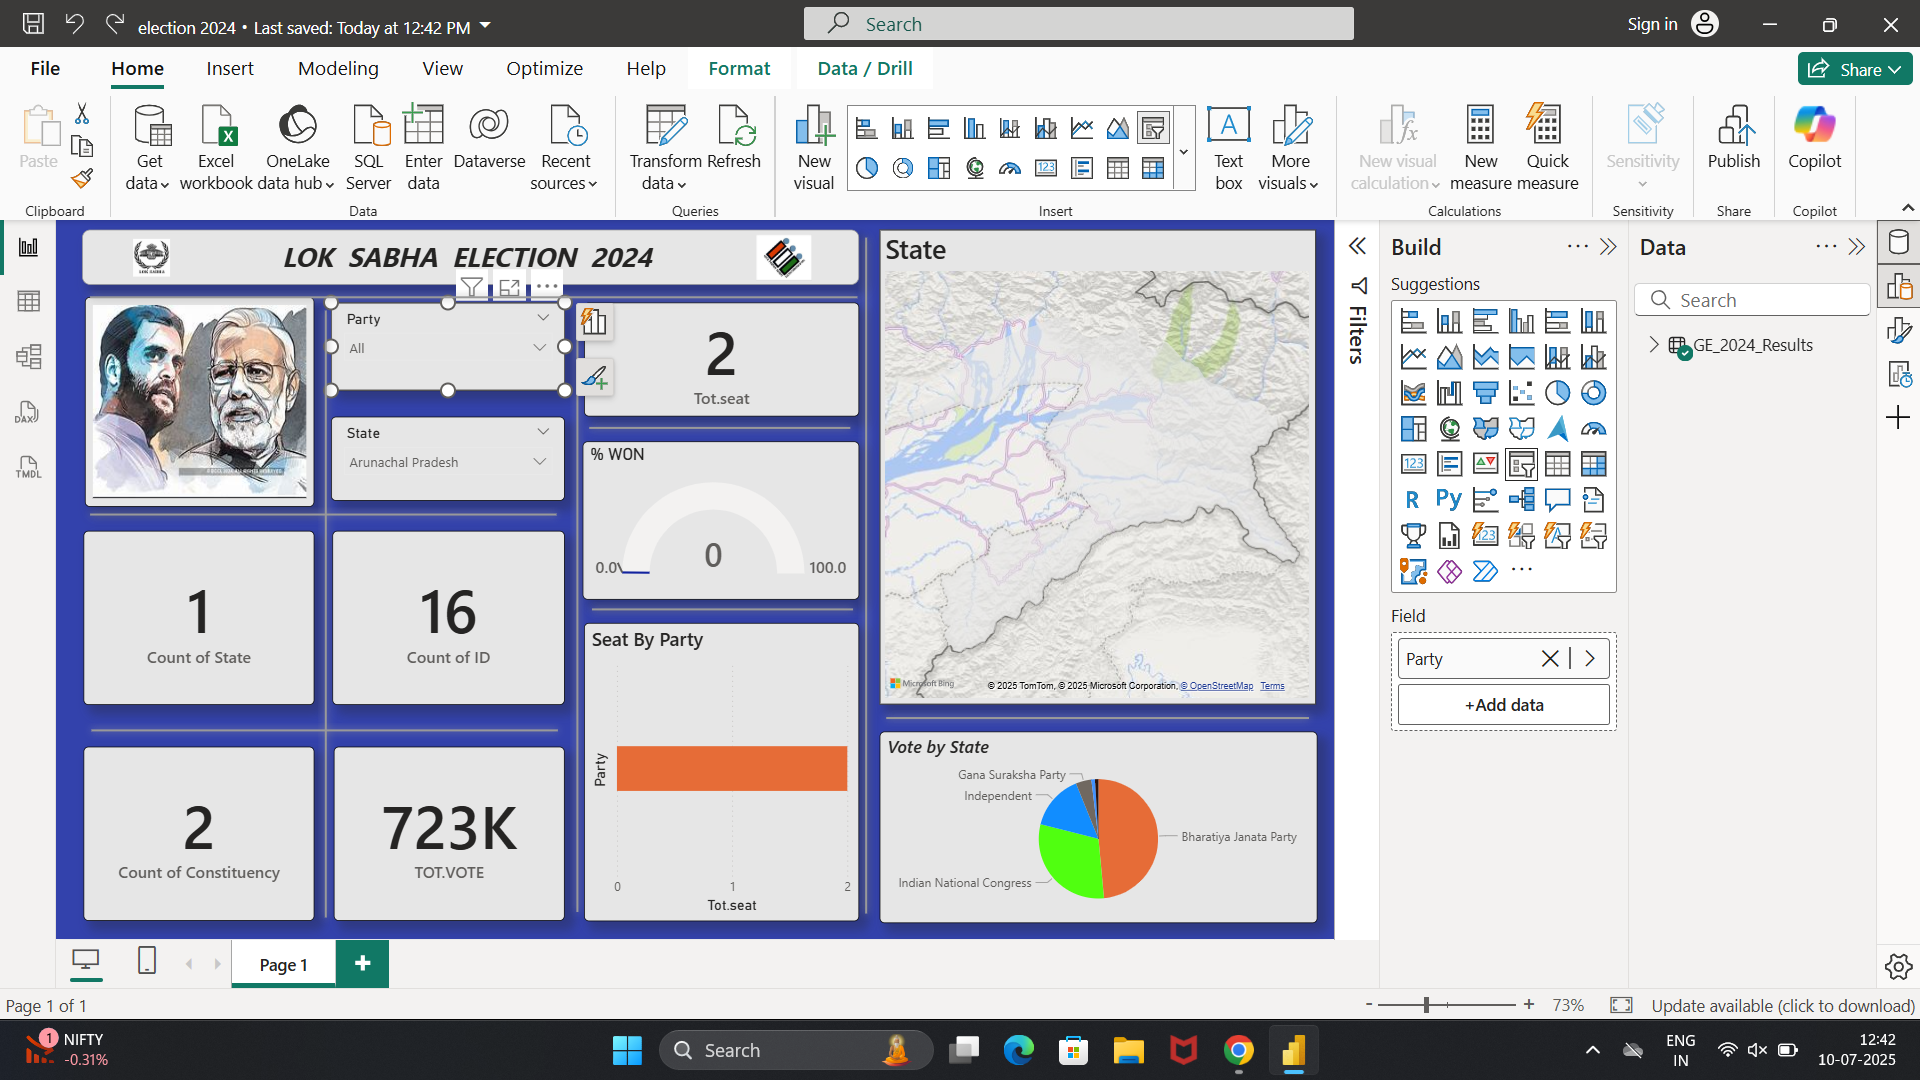 election 2024 • Last saved: Today at 12:42 PM
Search
Sign in
File
Home
Insert
Modeling
View
Optimize
Help
Format
Data / Drill
Share
Paste
Get data
Excel workbook
OneLake data hub
SQL Server
Enter data
Dataverse
Recent sources
Transform data
Refresh
New visual
Text box
More visuals
New visual calculation
New measure
Quick measure
Sensitivity
Publish
Copilot
Clipboard
Data
Queries
Insert
Calculations
Sensitivity
Share
Copilot
LOK SABHA ELECTION 2024
LOK SABHA
Party
All
State
Arunachal Pradesh
2
Tot.seat
% WON
0.0
0
100.0
1
Count of State
16
Count of ID
2
Count of Constituency
723K
TOT.VOTE
Seat By Party
Party
0
1
2
Tot.seat
State
Microsoft Bing
© 2025 TomTom, © 2025 Microsoft Corporation, © OpenStreetMap Terms
Vote by State
Gana Suraksha Party
Independent
Bharatiya Janata Party
Indian National Congress
Filters
Build
Suggestions
R
Py
Field
Party
+Add data
Data
Search
GE_2024_Results
DAX
TMDL
Page 1
Page 1 of 1
73%
Update available (click to download)
1
NIFTY
-0.31%
Search
ENG
IN
12:42
10-07-2025